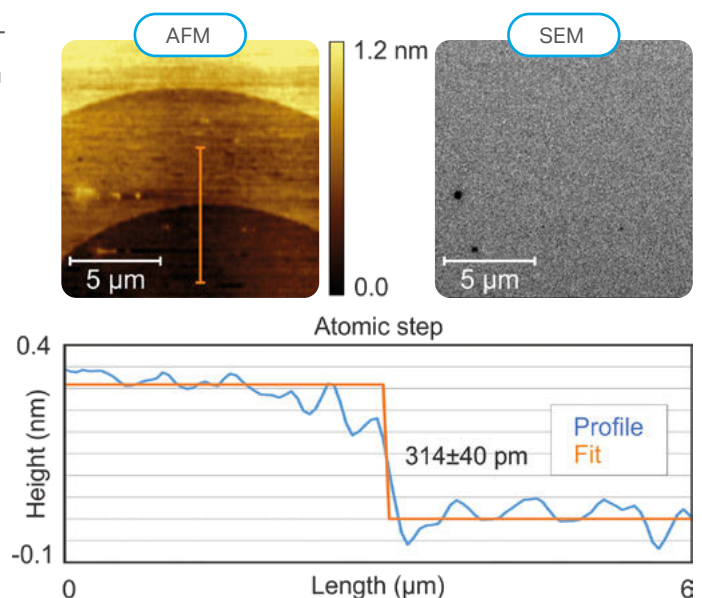 AFM
SEM
1.2 nm
0.0
5 µm
5 µm
Atomic step
0.4
Height (nm)
-0.1
314±40 pm
Profile
Fit
0
Length (µm)
6